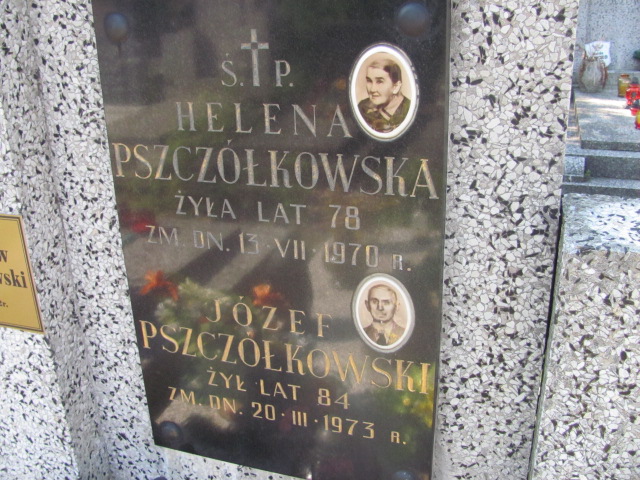 Ś. P.
HELENA
PSZCZÓŁKOWSKA
ŻYŁA LAT 78
ZM. DN. 13·VII·1970 R.
JÓZEF
PSZCZÓŁKOWSKI
ŻYŁ LAT 84
ZM. DN. 20·III·1973 R.